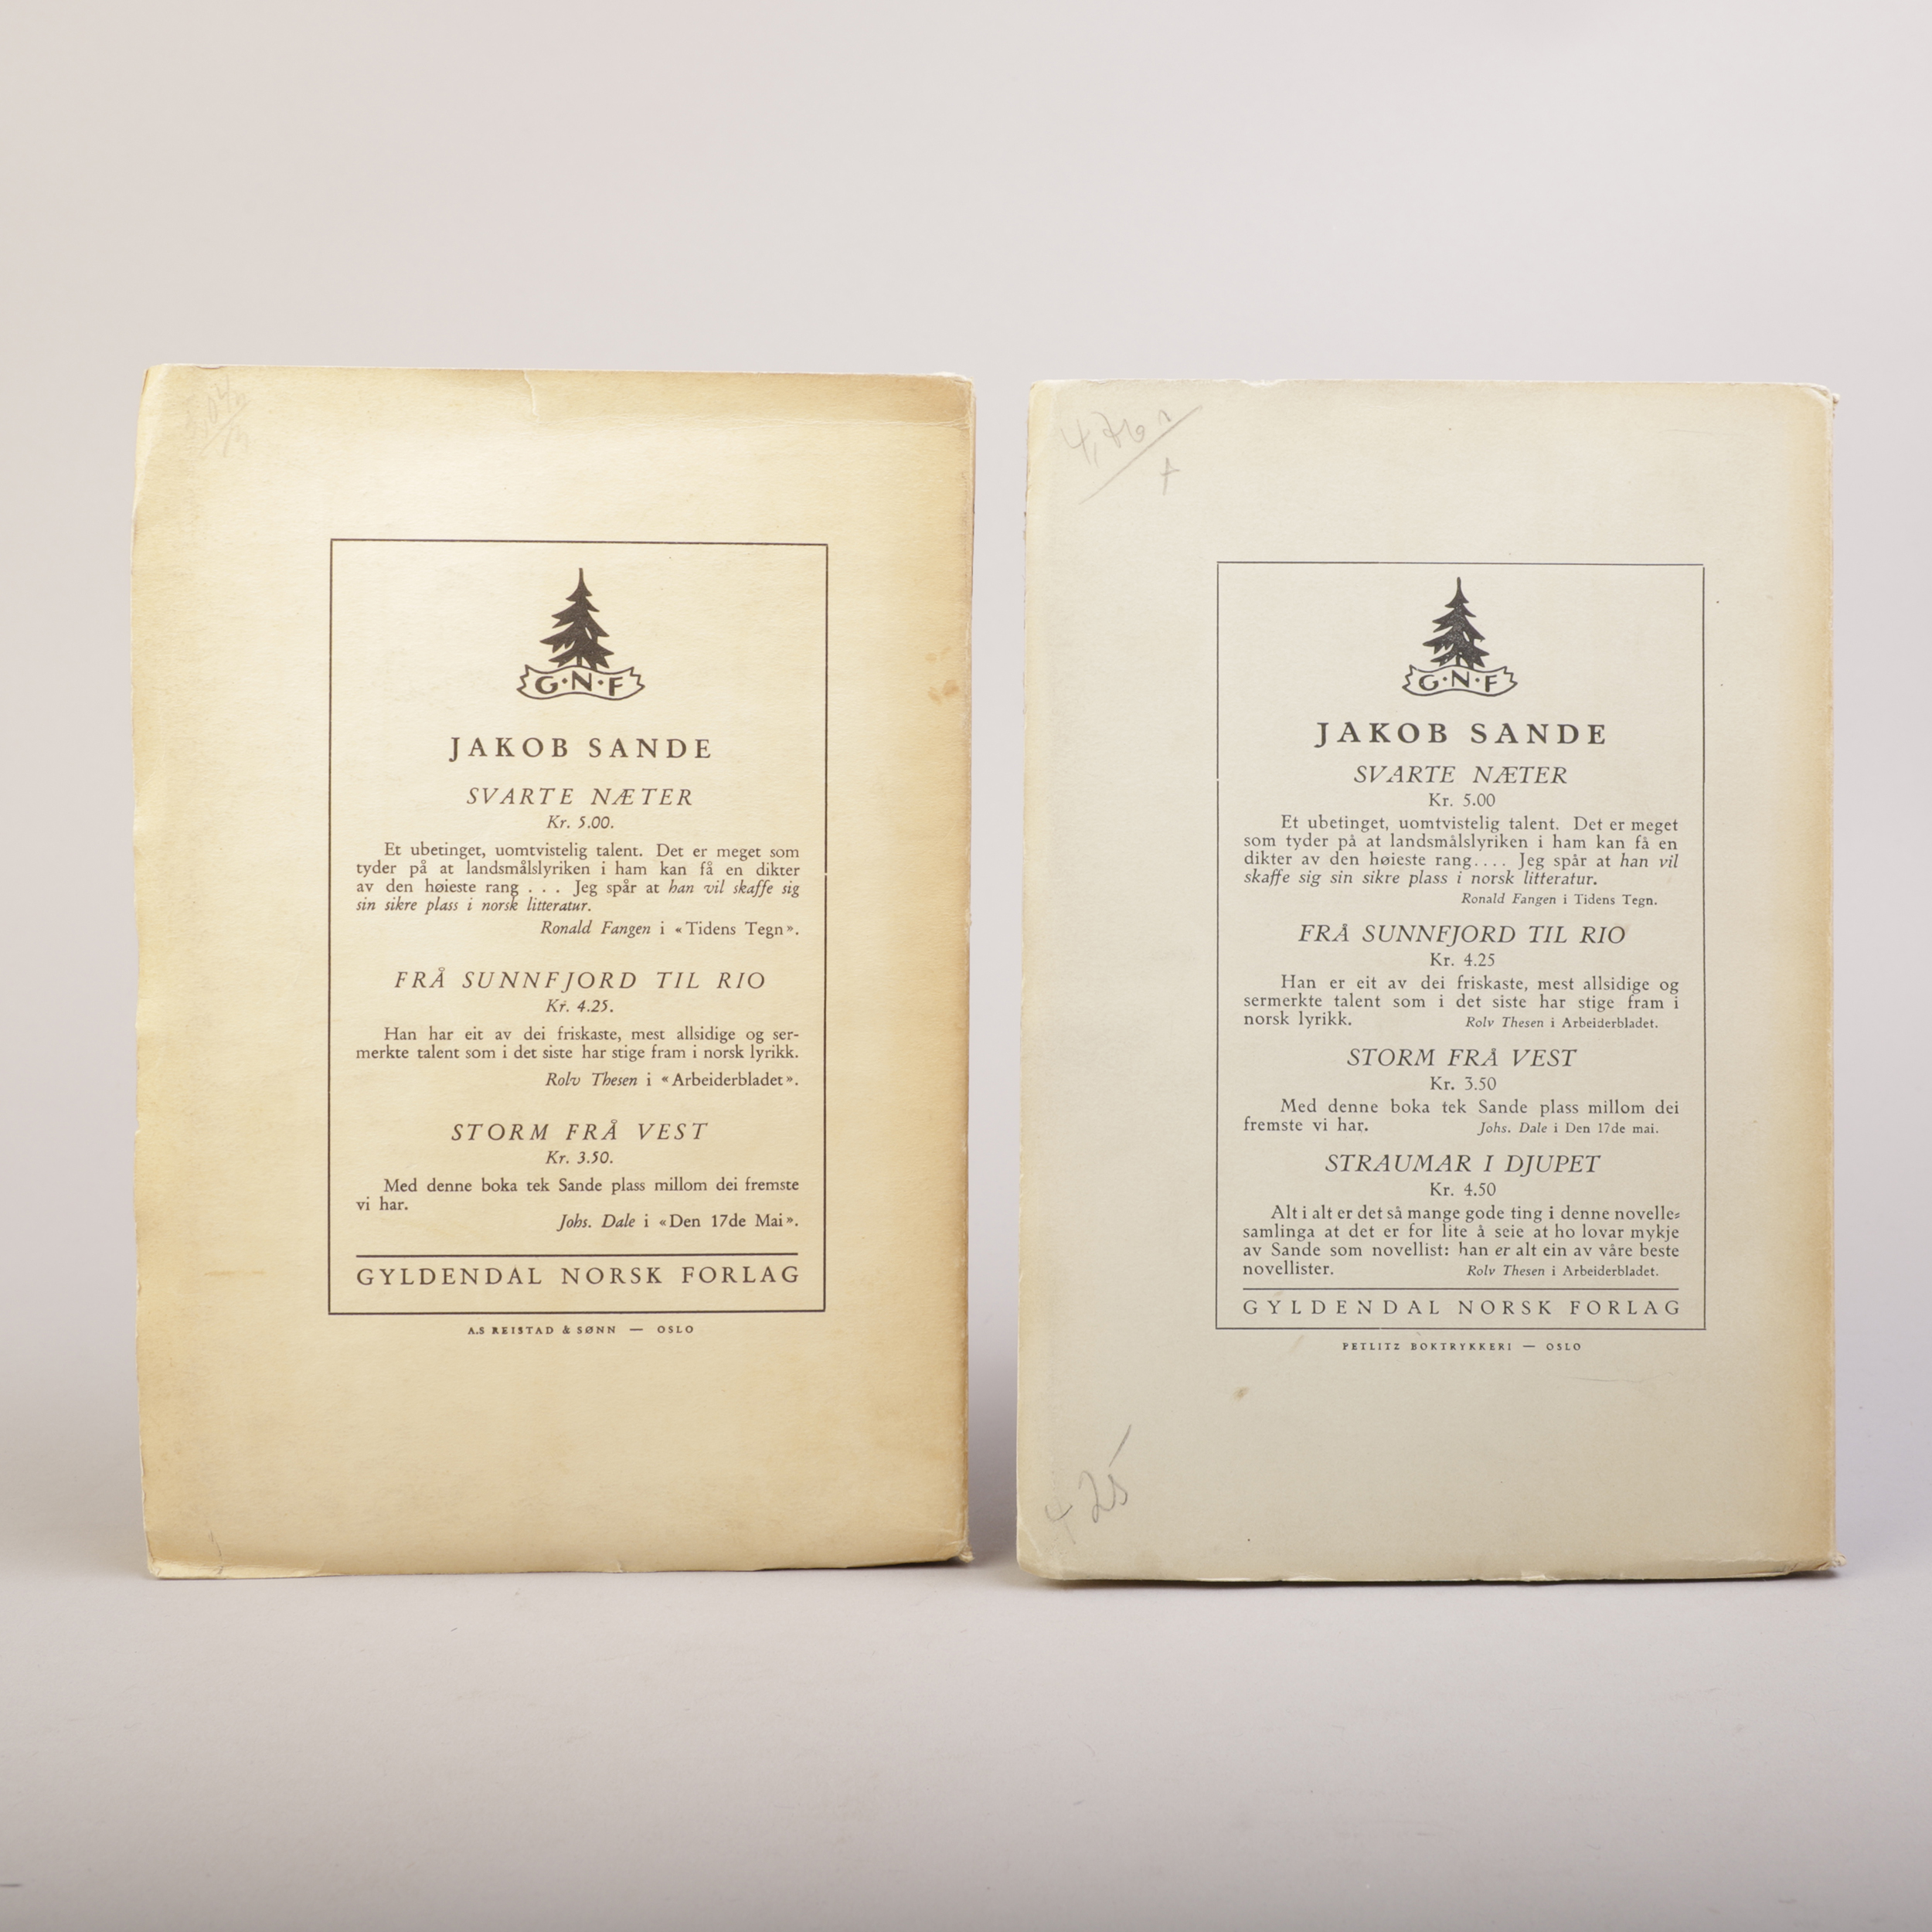 G·N·F
JAKOB SANDE
SVARTE NÆTER
Kr. 5.00.
Et ubetinget, uomtvistelig talent. Det er meget som
tyder på at landsmålslyriken i ham kan få en dikter
av den høieste rang . . . Jeg spår at han vil skaffe sig
sin sikre plass i norsk litteratur.
Ronald Fangen i «Tidens Tegn».
FRÅ SUNNFJORD TIL RIO
Kr. 4.25.
Han har eit av dei friskaste, mest allsidige og ser-
merkte talent som i det siste har stige fram i norsk lyrikk.
Rolv Thesen i «Arbeiderbladet».
STORM FRÅ VEST
Kr. 3.50.
Med denne boka tek Sande plass millom dei fremste
vi har.
Johs. Dale i «Den 17de Mai».
GYLDENDAL NORSK FORLAG
A.S REISTAD & SØNN — OSLO
G·N·F
JAKOB SANDE
SVARTE NÆTER
Kr. 5.00
Et ubetinget, uomtvistelig talent. Det er meget
som tyder på at landsmålslyriken i ham kan få en
dikter av den høieste rang.... Jeg spår at han vil
skaffe sig sin sikre plass i norsk litteratur.
Ronald Fangen i Tidens Tegn.
FRÅ SUNNFJORD TIL RIO
Kr. 4.25
Han er eit av dei friskaste, mest allsidige og
sermerkte talent som i det siste har stige fram i
norsk lyrikk. Rolv Thesen i Arbeiderbladet.
STORM FRÅ VEST
Kr. 3.50
Med denne boka tek Sande plass millom dei
fremste vi har. Johs. Dale i Den 17de mai.
STRAUMAR I DJUPET
Kr. 4.50
Alt i alt er det så mange gode ting i denne novelle-
samlinga at det er for lite å seie at ho lovar mykje
av Sande som novellist: han er alt ein av våre beste
novellister. Rolv Thesen i Arbeiderbladet.
GYLDENDAL NORSK FORLAG
PETLITZ BOKTRYKKERI — OSLO
4 25